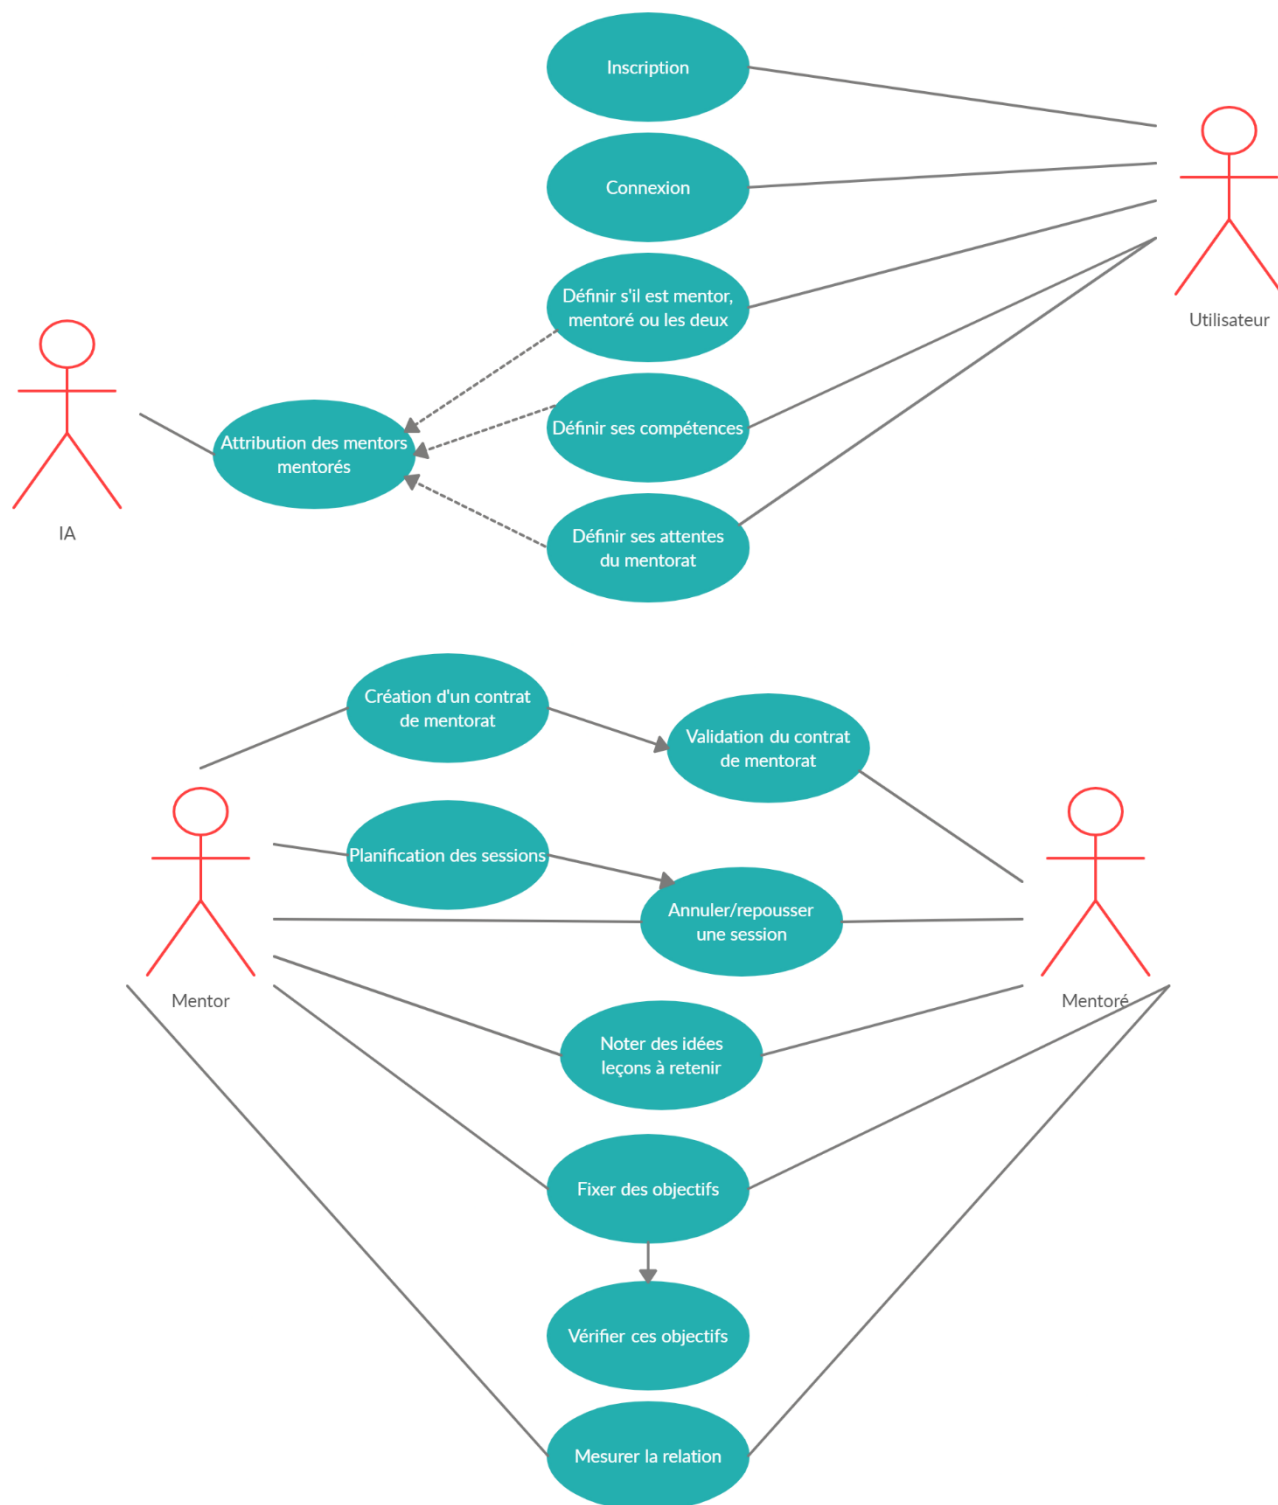 Inscription
Connexion
Définir s'il est mentor,
mentoré ou les deux
Utilisateur
Définir ses compétences
Attribution des mentors
mentorés
IA
Définir ses attentes
du mentorat
Création d'un contrat
de mentorat
Validation du contrat
de mentorat
Planification des sessions
Annuler/repousser
une session
Mentor
Mentoré
Noter des idées
leçons à retenir
Fixer des objectifs
Vérifier ces objectifs
Mesurer la relation